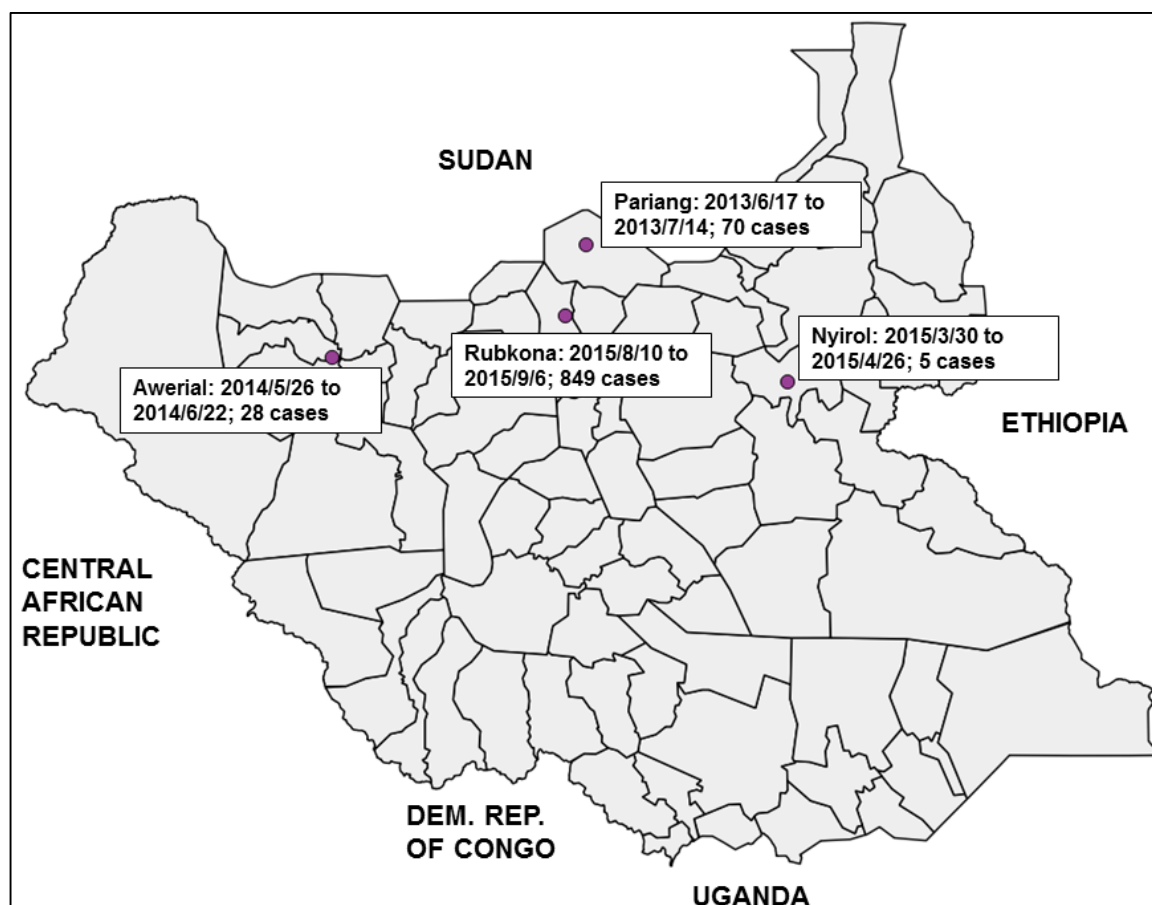 SUDAN
Pariang: 2013/6/17 to
2013/7/14; 70 cases
Nyirol: 2015/3/30 to
2015/4/26; 5 cases
Rubkona: 2015/8/10 to
2015/9/6; 849 cases
Awerial: 2014/5/26 to
2014/6/22; 28 cases
ETHIOPIA
CENTRAL
AFRICAN
REPUBLIC
DEM. REP.
OF CONGO
UGANDA